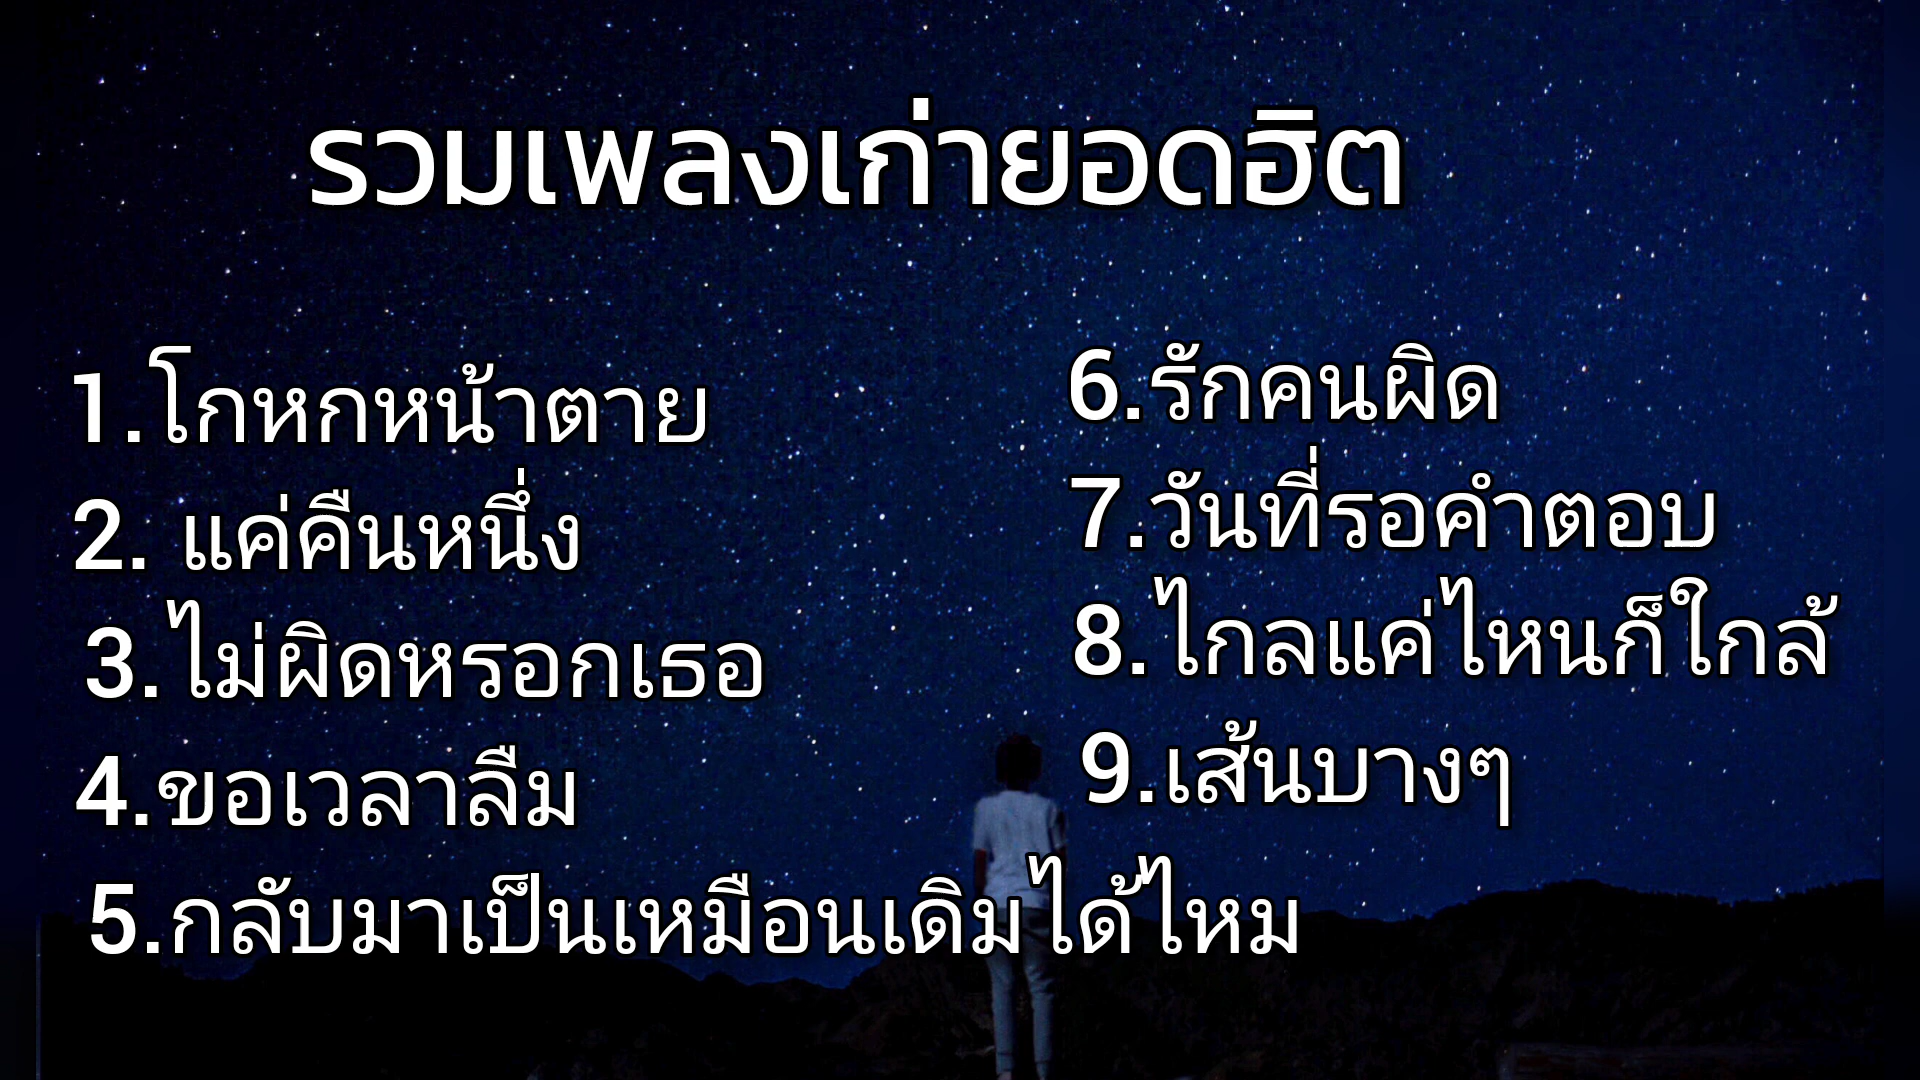 รวมเพลงเก่ายอดฮิต
1.โกหกหน้าตาย
2. แค่คืนหนึ่ง
3.ไม่ผิดหรอกเธอ
4.ขอเวลาลืม
5.กลับมาเป็นเหมือนเดิมได้ไหม
6.รักคนผิด
7.วันที่รอคำตอบ
8.ไกลแค่ไหนก็ใกล้
9.เส้นบางๆ